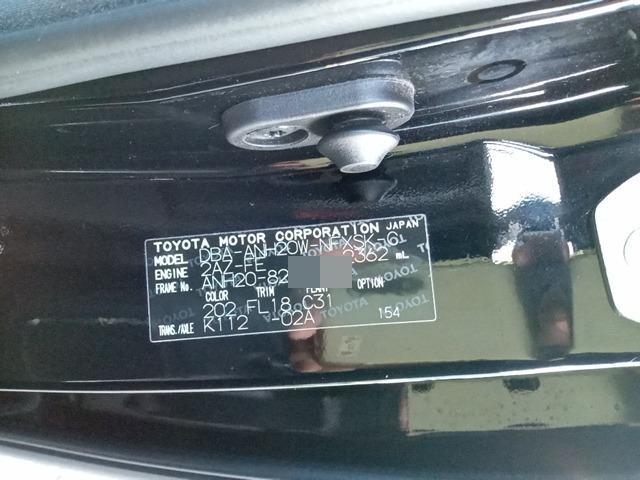 TOYOTA MOTOR CORPORATION JAPAN
MODEL DBA-ANH20W-NFXSK-G
ENGINE 2AZ-FE 2362 mL
FRAME No. ANH20-82
COLOR TRIM PLANT OPTION
202 FL18 C31
TRANS./AXLE K112 -02A 154